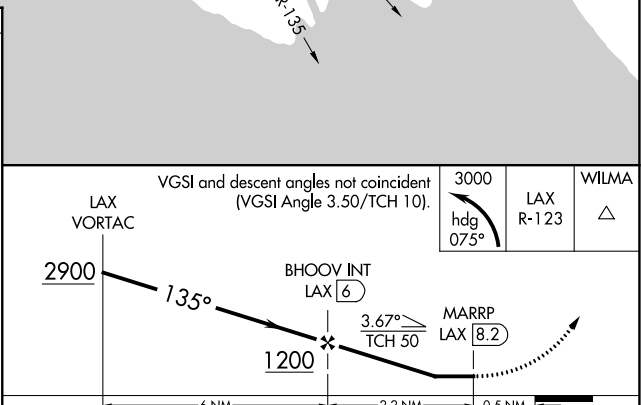 R-135
VGSI and descent angles not coincident
(VGSI Angle 3.50/TCH 10).
3000
hdg
075°
LAX
R-123
WILMA
LAX
VORTAC
2900
135°
BHOOV INT
LAX 6
1200
3.67°
TCH 50
MARRP
LAX 8.2
6 NM
2.2 NM
0.5 NM